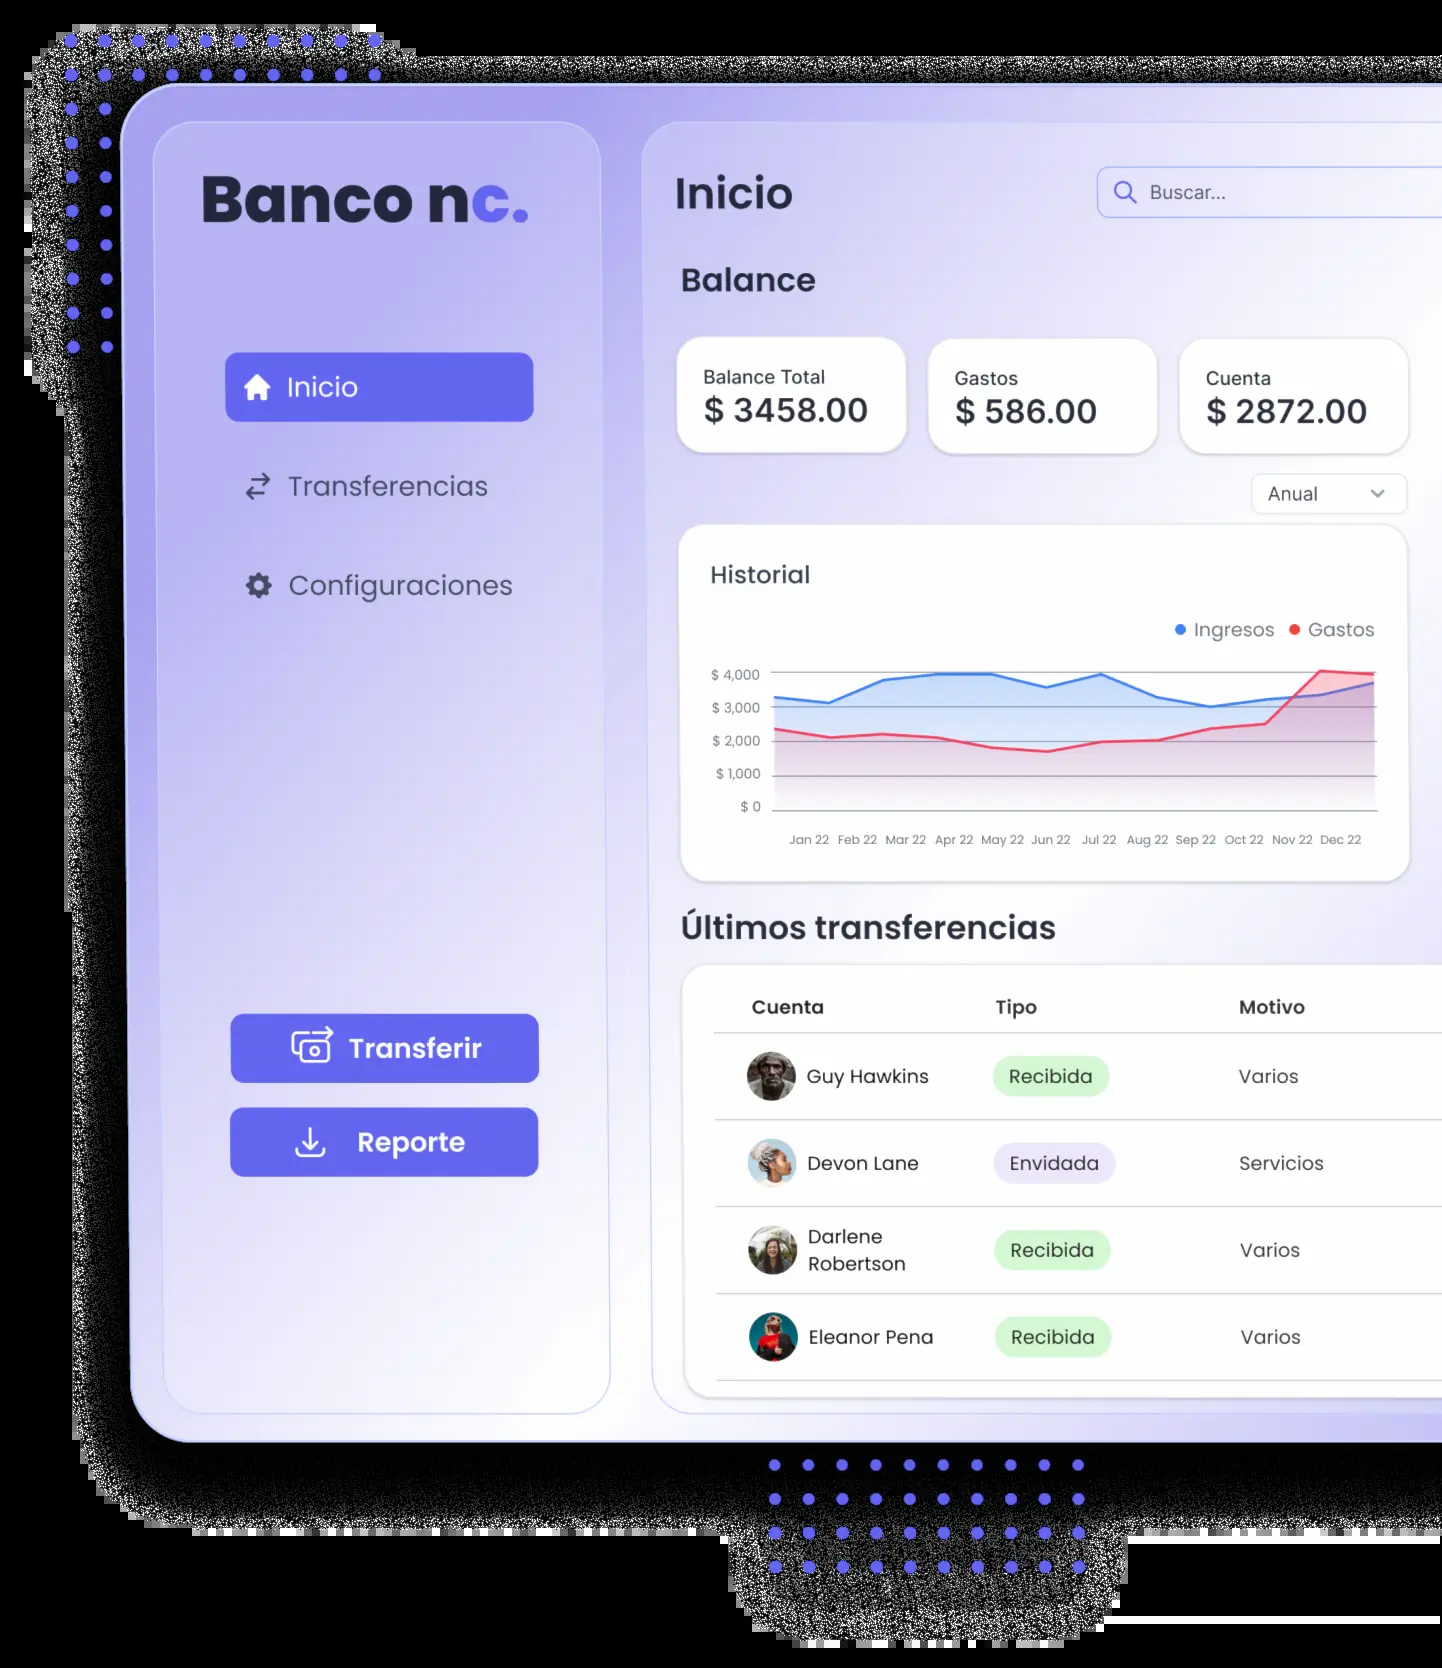 Banco nc.
Inicio
Transferencias
Configuraciones
Transferir
Reporte
Inicio
Buscar...
Balance
Balance Total
$ 3458.00
Gastos
$ 586.00
Cuenta
$ 2872.00
Anual
Historial
Ingresos Gastos
$ 4,000
$ 3,000
$ 2,000
$ 1,000
$ 0
Jan 22 Feb 22 Mar 22 Apr 22 May 22 Jun 22 Jul 22 Aug 22 Sep 22 Oct 22 Nov 22 Dec 22
Últimos transferencias
Cuenta Tipo Motivo
Guy Hawkins Recibida Varios
Devon Lane Envidada Servicios
Darlene
Robertson Recibida Varios
Eleanor Pena Recibida Varios